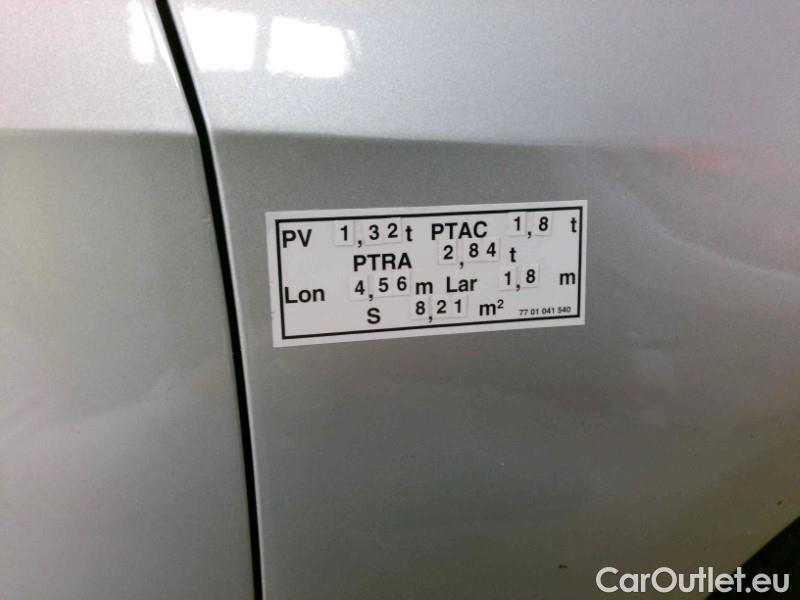 PV 1,32 t PTAC 1,8 t
PTRA 2,84 t
Lon 4,56 m Lar 1,8 m
S 8,21 m²
77 01 041 540
CarOutlet.eu